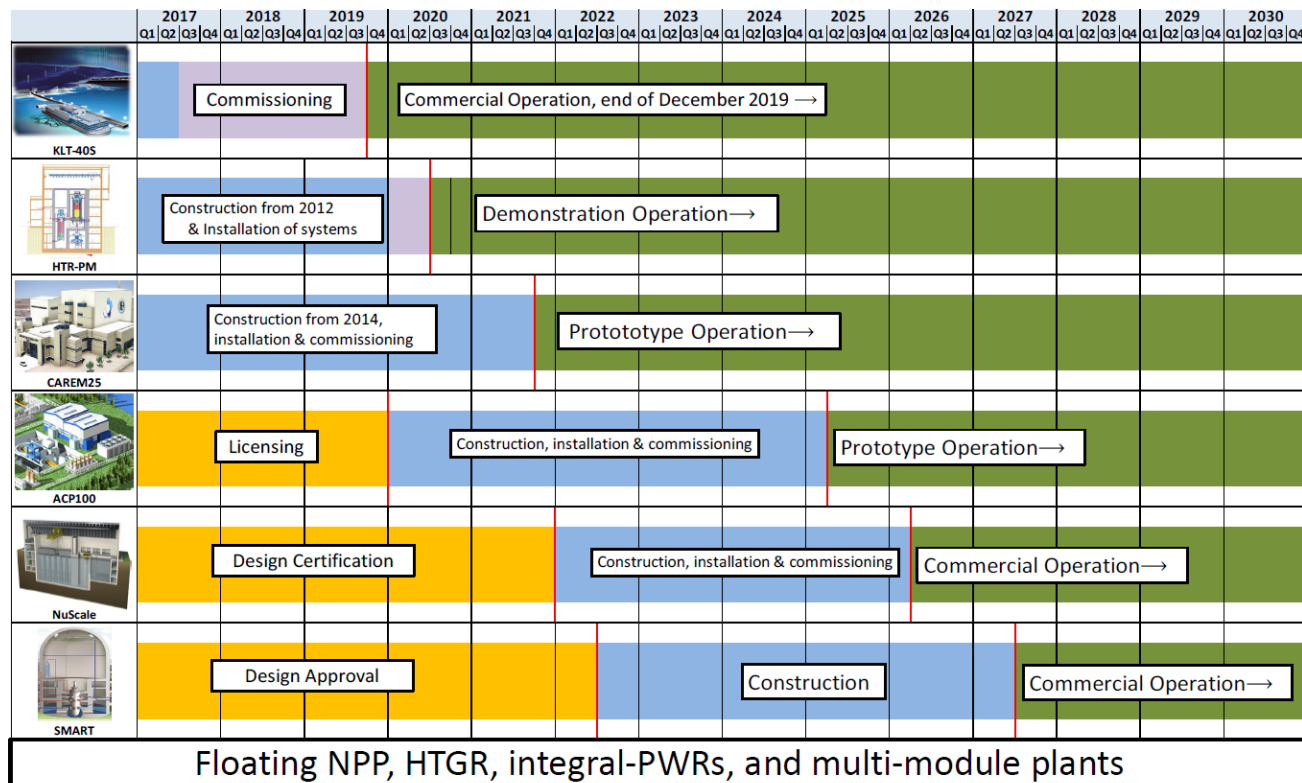 2017 2018 2019 2020 2021 2022 2023 2024 2025 2026 2027 2028 2029 2030
Q1 Q2 Q3 Q4 Q1 Q2 Q3 Q4 Q1 Q2 Q3 Q4 Q1 Q2 Q3 Q4 Q1 Q2 Q3 Q4 Q1 Q2 Q3 Q4 Q1 Q2 Q3 Q4 Q1 Q2 Q3 Q4 Q1 Q2 Q3 Q4 Q1 Q2 Q3 Q4 Q1 Q2 Q3 Q4 Q1 Q2 Q3 Q4 Q1 Q2 Q3 Q4 Q1 Q2 Q3 Q4
Commissioning
Commercial Operation, end of December 2019 →
KLT-40S
Construction from 2012
& Installation of systems
Demonstration Operation→
HTR-PM
Construction from 2014,
installation & commissioning
Protototype Operation→
CAREM25
Licensing
Construction, installation & commissioning
Prototype Operation→
ACP100
Design Certification
Construction, installation & commissioning
Commercial Operation→
NuScale
Design Approval
Construction
Commercial Operation→
SMART
Floating NPP, HTGR, integral-PWRs, and multi-module plants